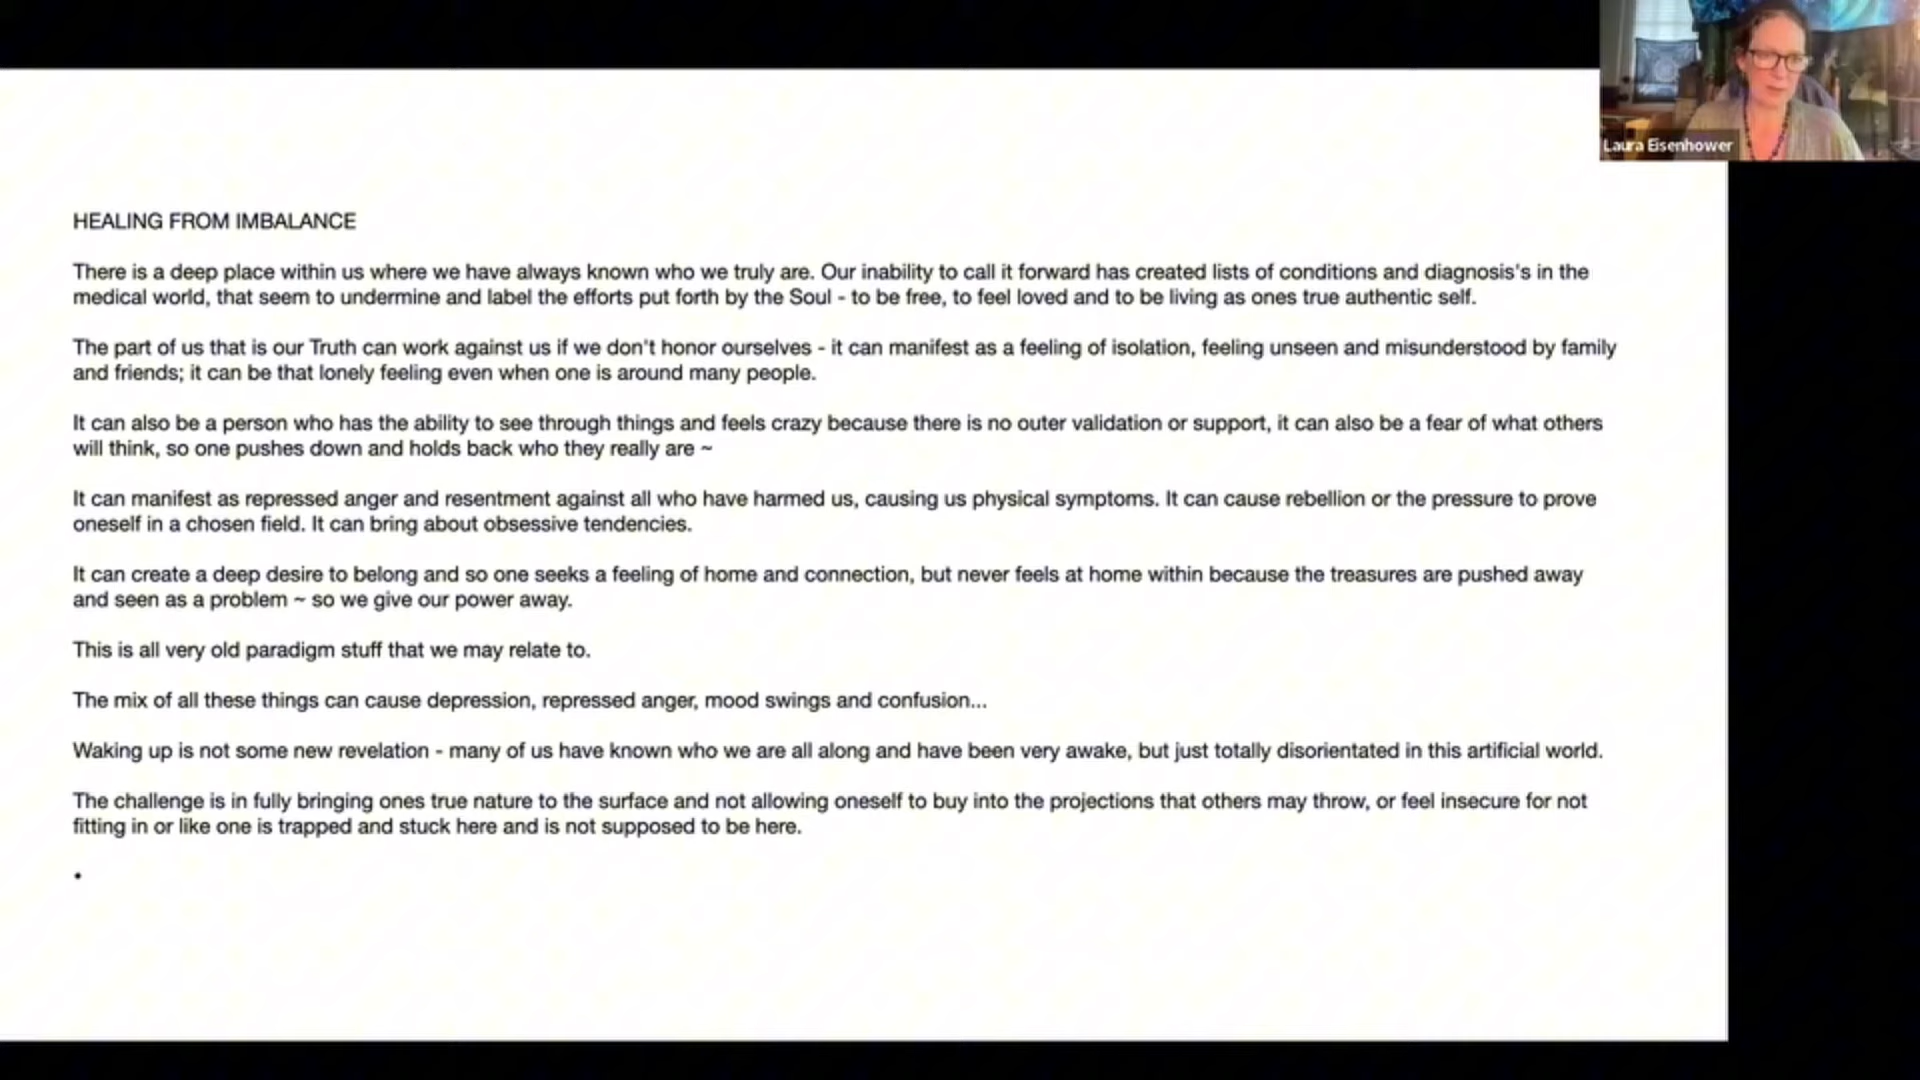 Laura Eisenhower
HEALING FROM IMBALANCE
There is a deep place within us where we have always known who we truly are. Our inability to call it forward has created lists of conditions and diagnosis's in the
medical world, that seem to undermine and label the efforts put forth by the Soul - to be free, to feel loved and to be living as ones true authentic self.
The part of us that is our Truth can work against us if we don't honor ourselves - it can manifest as a feeling of isolation, feeling unseen and misunderstood by family
and friends; it can be that lonely feeling even when one is around many people.
It can also be a person who has the ability to see through things and feels crazy because there is no outer validation or support, it can also be a fear of what others
will think, so one pushes down and holds back who they really are ~
It can manifest as repressed anger and resentment against all who have harmed us, causing us physical symptoms. It can cause rebellion or the pressure to prove
oneself in a chosen field. It can bring about obsessive tendencies.
It can create a deep desire to belong and so one seeks a feeling of home and connection, but never feels at home within because the treasures are pushed away
and seen as a problem ~ so we give our power away.
This is all very old paradigm stuff that we may relate to.
The mix of all these things can cause depression, repressed anger, mood swings and confusion...
Waking up is not some new revelation - many of us have known who we are all along and have been very awake, but just totally disorientated in this artificial world.
The challenge is in fully bringing ones true nature to the surface and not allowing oneself to buy into the projections that others may throw, or feel insecure for not
fitting in or like one is trapped and stuck here and is not supposed to be here.
•